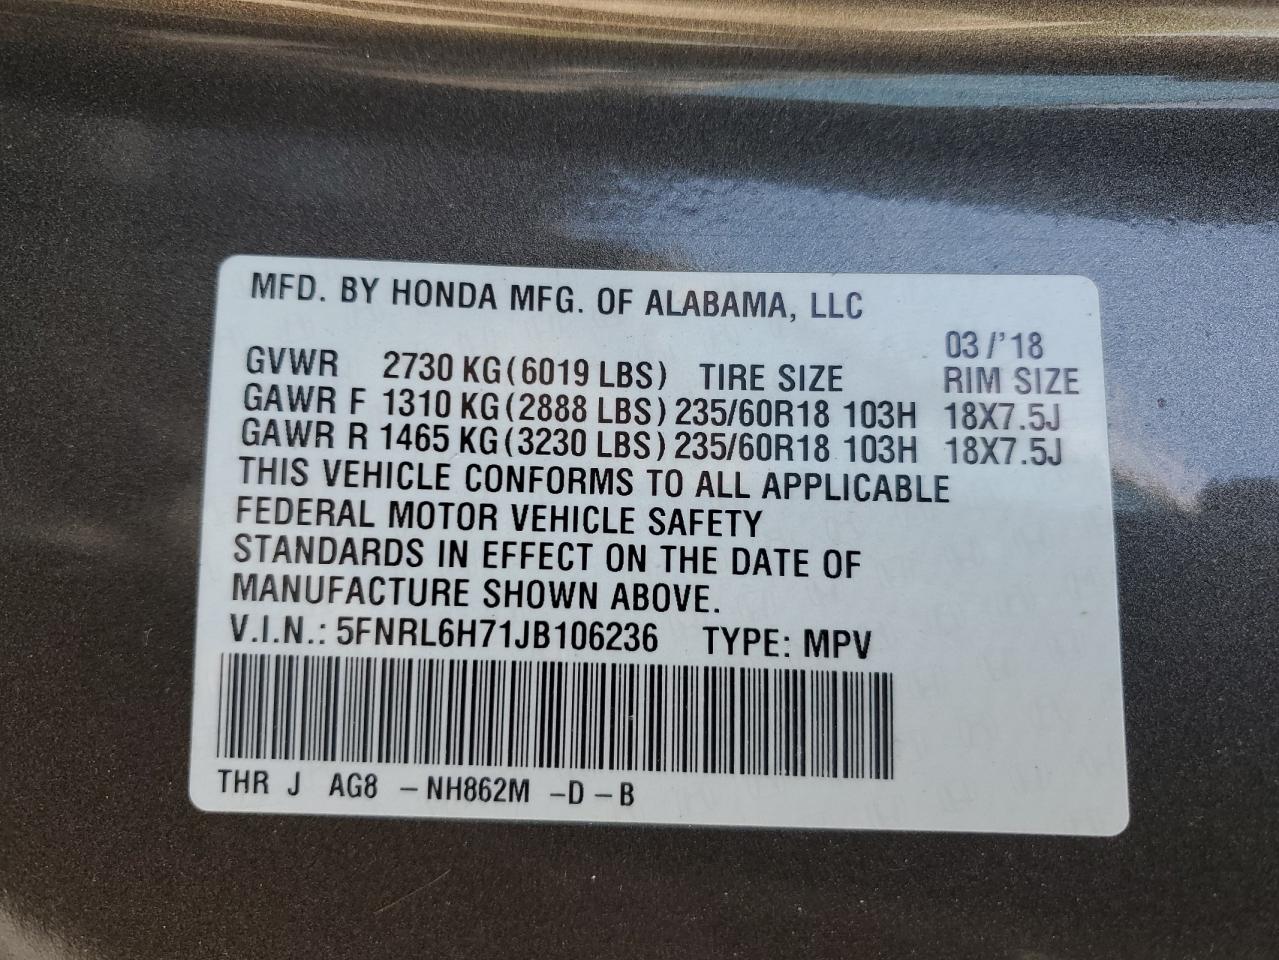 MFD. BY HONDA MFG. OF ALABAMA, LLC
03/'18
GVWR 2730 KG(6019 LBS) TIRE SIZE RIM SIZE
GAWR F 1310 KG(2888 LBS) 235/60R18 103H 18X7.5J
GAWR R 1465 KG(3230 LBS) 235/60R18 103H 18X7.5J
THIS VEHICLE CONFORMS TO ALL APPLICABLE
FEDERAL MOTOR VEHICLE SAFETY
STANDARDS IN EFFECT ON THE DATE OF
MANUFACTURE SHOWN ABOVE.
V.I.N.: 5FNRL6H71JB106236 TYPE: MPV
THR J AG8 –NH862M –D –B